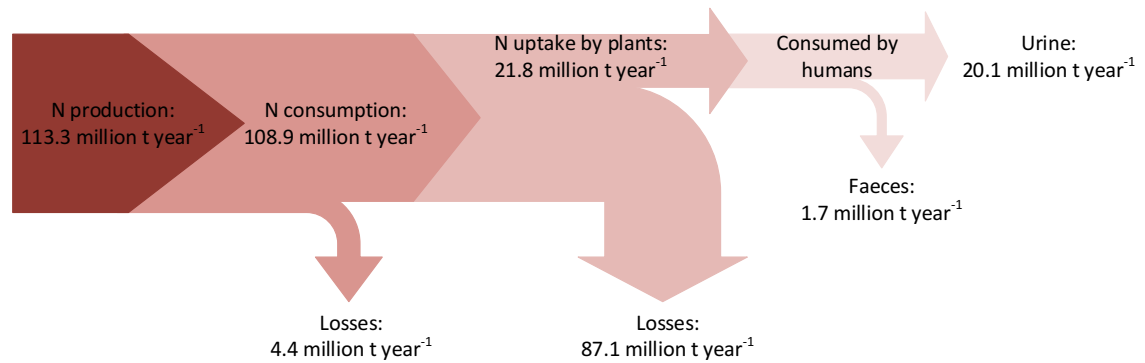 N production:
113.3 million t year⁻¹
N consumption:
108.9 million t year⁻¹
N uptake by plants:
21.8 million t year⁻¹
Consumed by
humans
Urine:
20.1 million t year⁻¹
Faeces:
1.7 million t year⁻¹
Losses:
4.4 million t year⁻¹
Losses:
87.1 million t year⁻¹